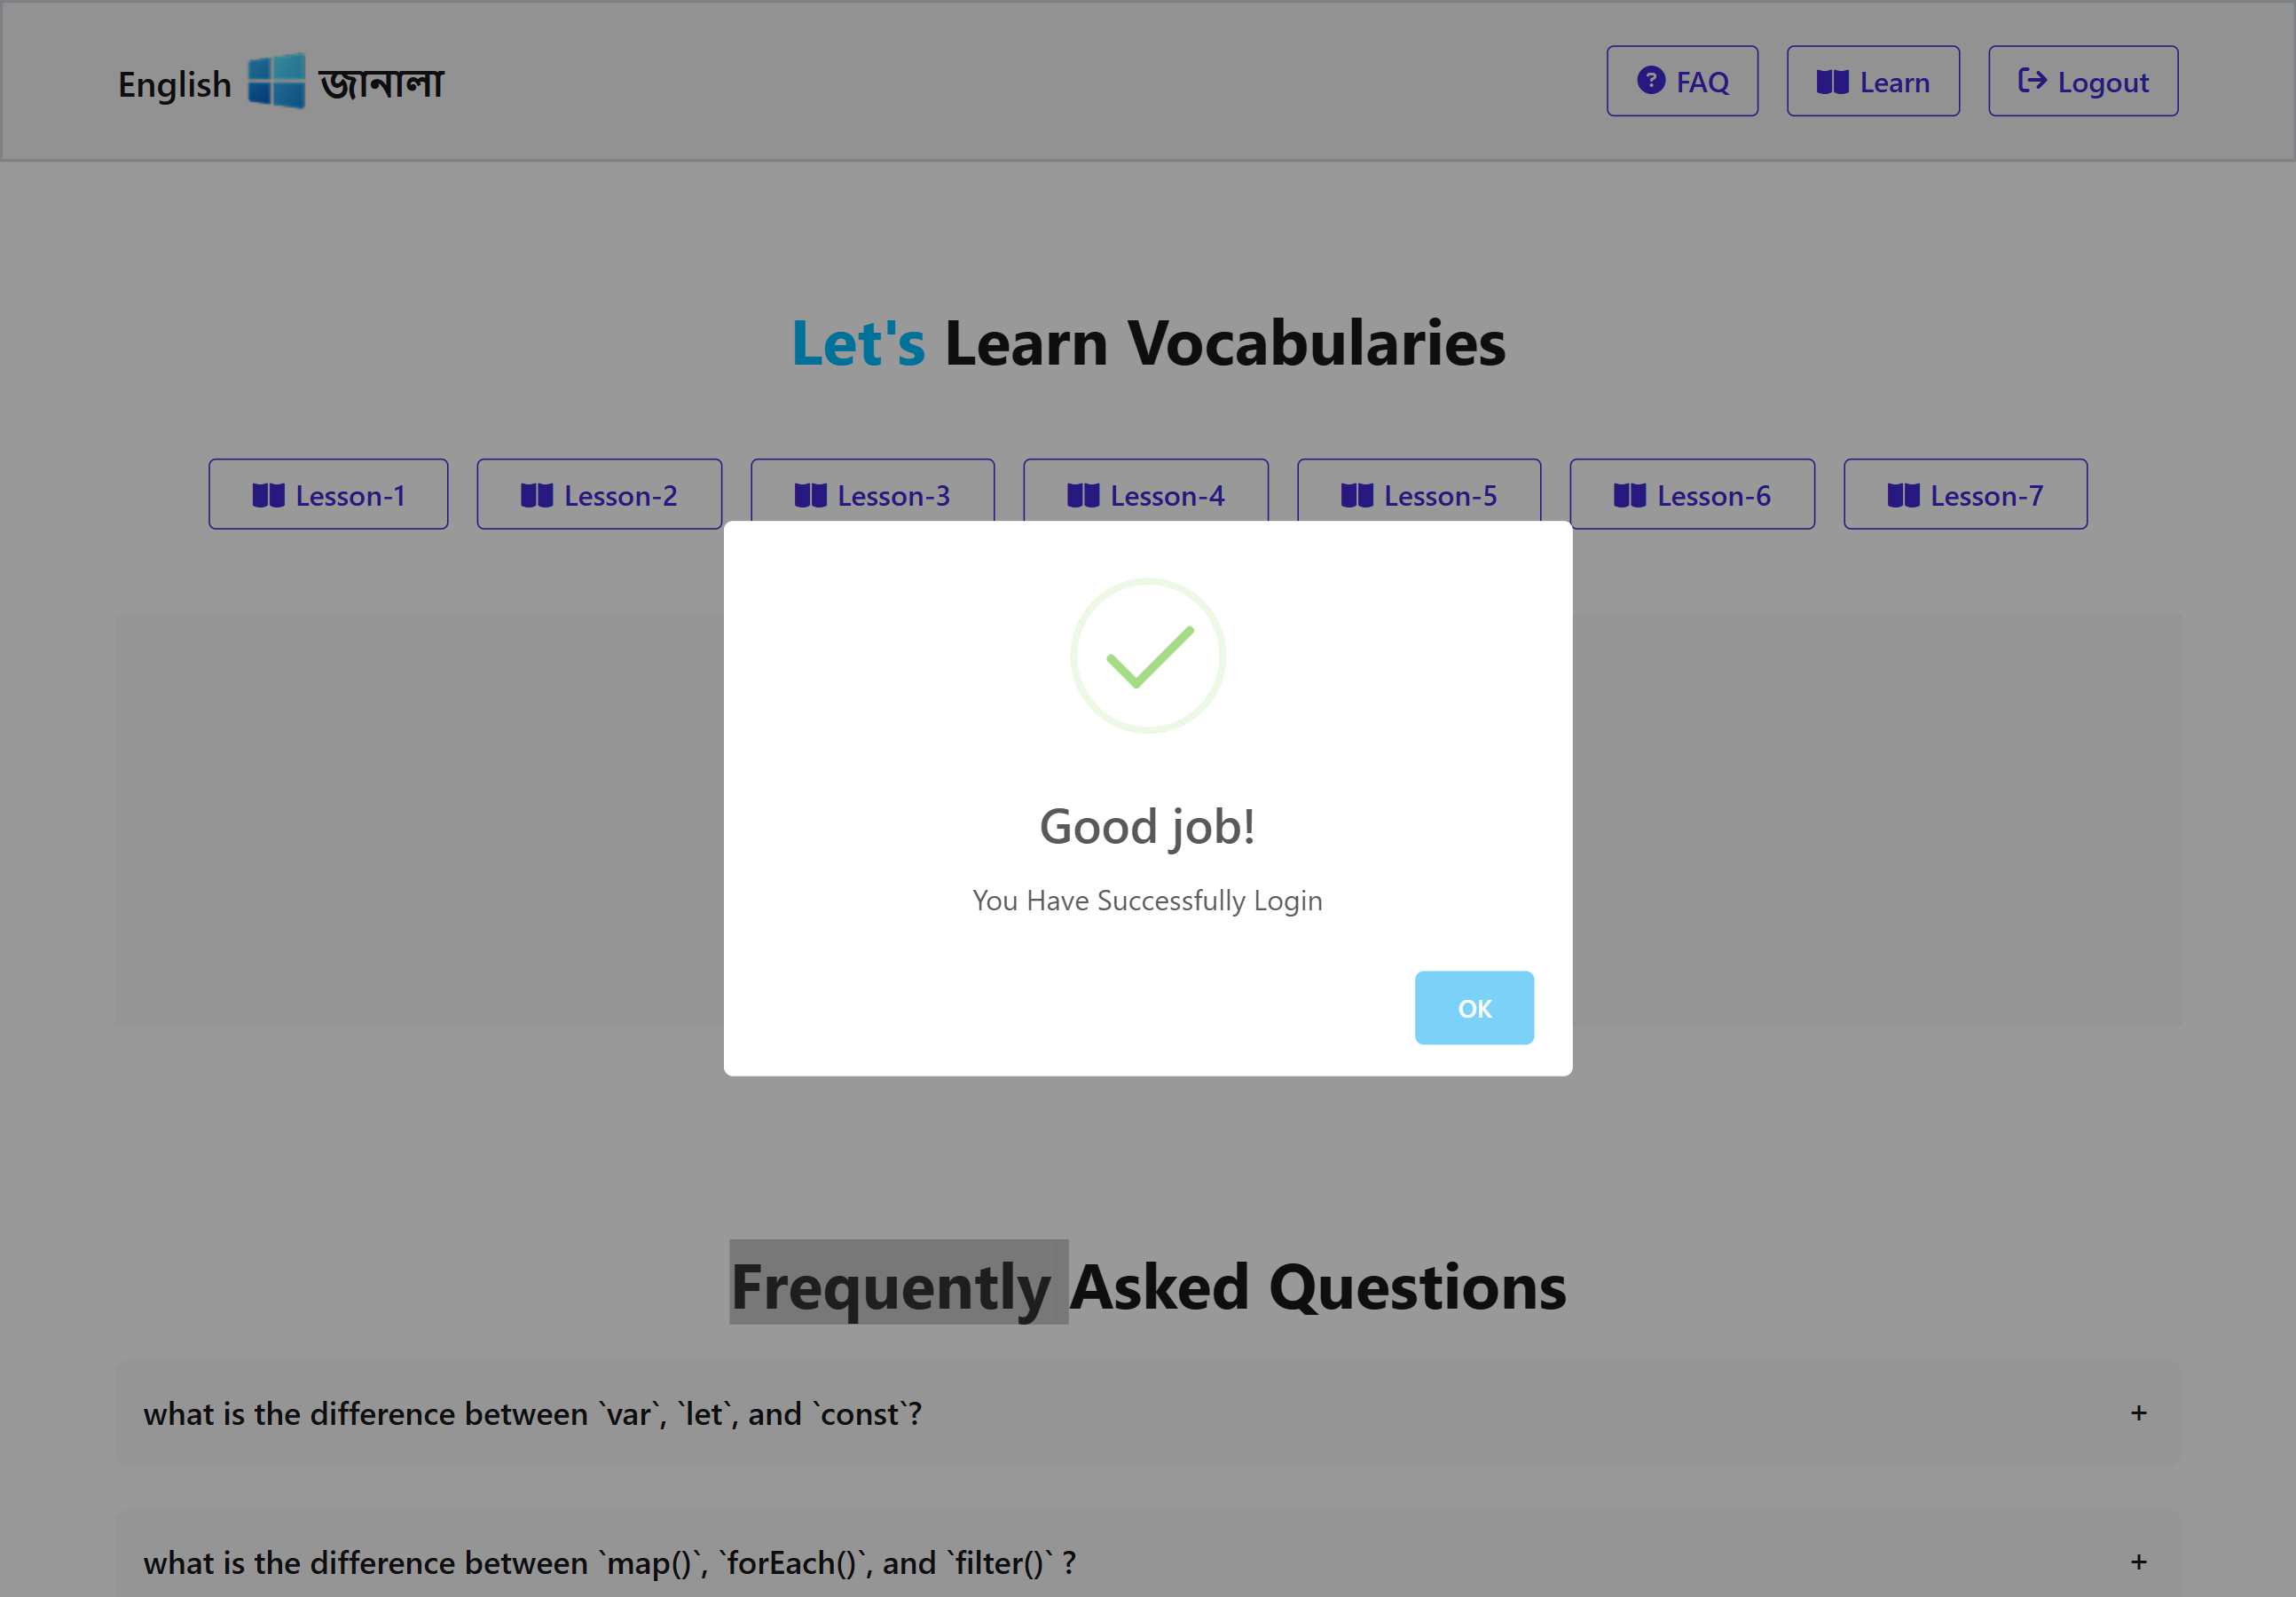 English জানালা
FAQ Learn Logout
Let's Learn Vocabularies
Lesson-1 Lesson-2 Lesson-3 Lesson-4 Lesson-5 Lesson-6 Lesson-7
Good job!
You Have Successfully Login
OK
Frequently Asked Questions
what is the difference between `var`, `let`, and `const`? +
what is the difference between `map()`, `forEach()`, and `filter()` ? +